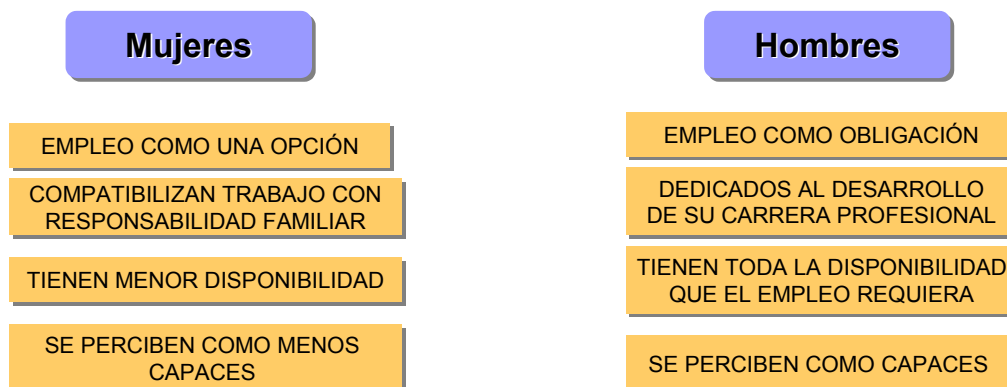 Mujeres
EMPLEO COMO UNA OPCIÓN
COMPATIBILIZAN TRABAJO CON
RESPONSABILIDAD FAMILIAR
TIENEN MENOR DISPONIBILIDAD
SE PERCIBEN COMO MENOS
CAPACES
Hombres
EMPLEO COMO OBLIGACIÓN
DEDICADOS AL DESARROLLO
DE SU CARRERA PROFESIONAL
TIENEN TODA LA DISPONIBILIDAD
QUE EL EMPLEO REQUIERA
SE PERCIBEN COMO CAPACES